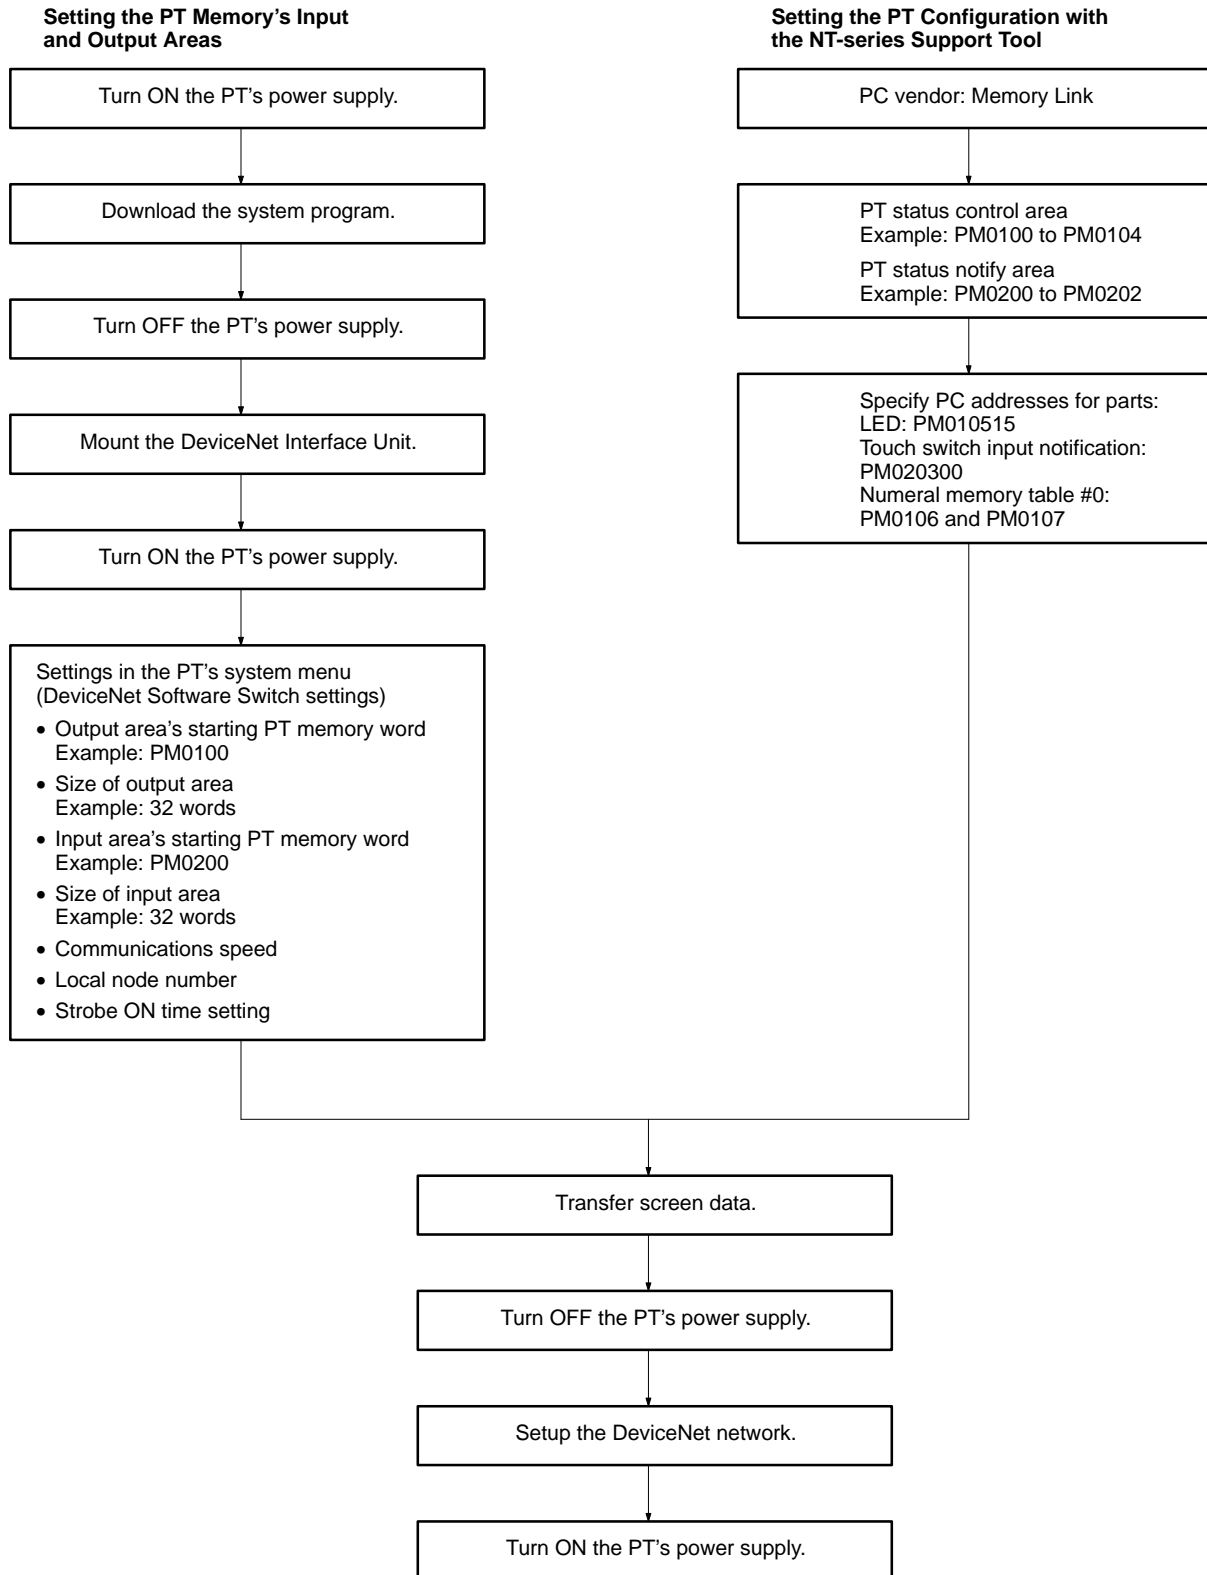 Setting the PT Memory’s Input
and Output Areas
Turn ON the PT’s power supply.
Download the system program.
Turn OFF the PT’s power supply.
Mount the DeviceNet Interface Unit.
Turn ON the PT’s power supply.
Settings in the PT’s system menu
(DeviceNet Software Switch settings)
• Output area’s starting PT memory word
Example: PM0100
• Size of output area
Example: 32 words
• Input area’s starting PT memory word
Example: PM0200
• Size of input area
Example: 32 words
• Communications speed
• Local node number
• Strobe ON time setting
Setting the PT Configuration with
the NT-series Support Tool
PC vendor: Memory Link
PT status control area
Example: PM0100 to PM0104
PT status notify area
Example: PM0200 to PM0202
Specify PC addresses for parts:
LED: PM010515
Touch switch input notification:
PM020300
Numeral memory table #0:
PM0106 and PM0107
Transfer screen data.
Turn OFF the PT’s power supply.
Setup the DeviceNet network.
Turn ON the PT’s power supply.